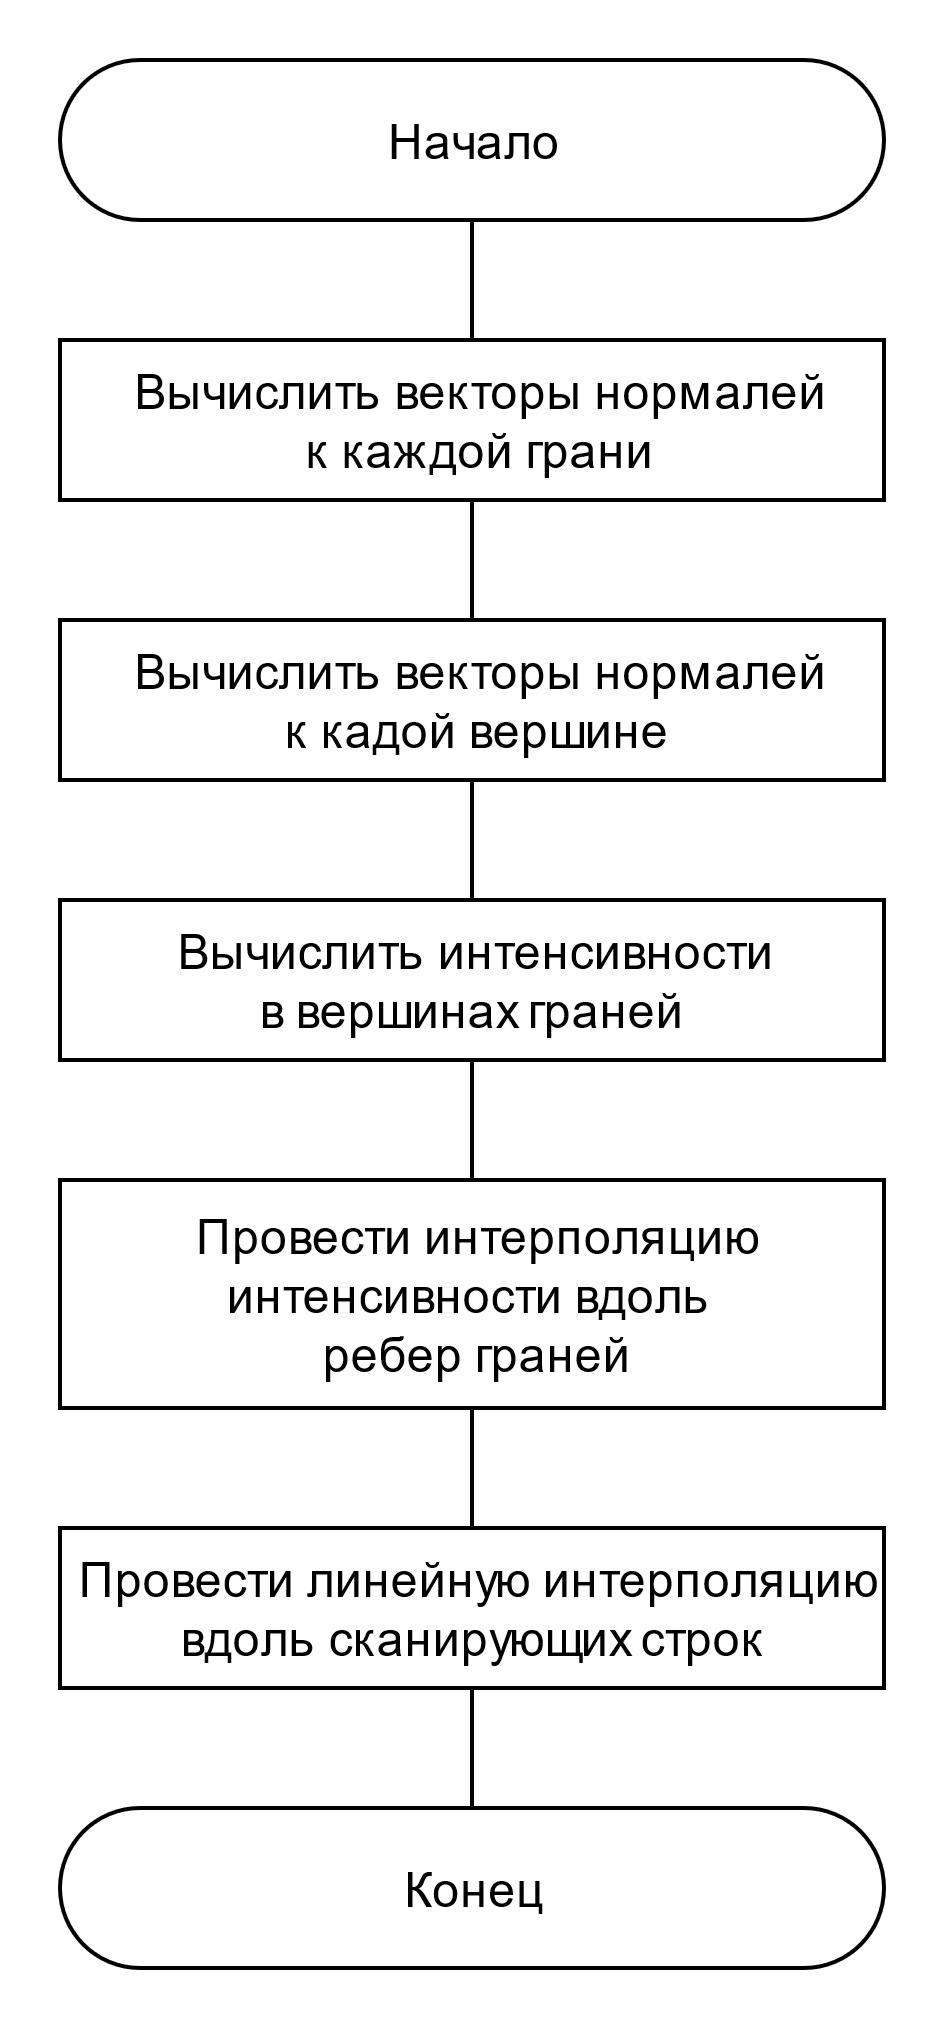 Начало
Вычислить векторы нормалей
к каждой грани
Вычислить векторы нормалей
к кадой вершине
Вычислить интенсивности
в вершинах граней
Провести интерполяцию
интенсивности вдоль
ребер граней
Провести линейную интерполяцию
вдоль сканирующих строк
Конец